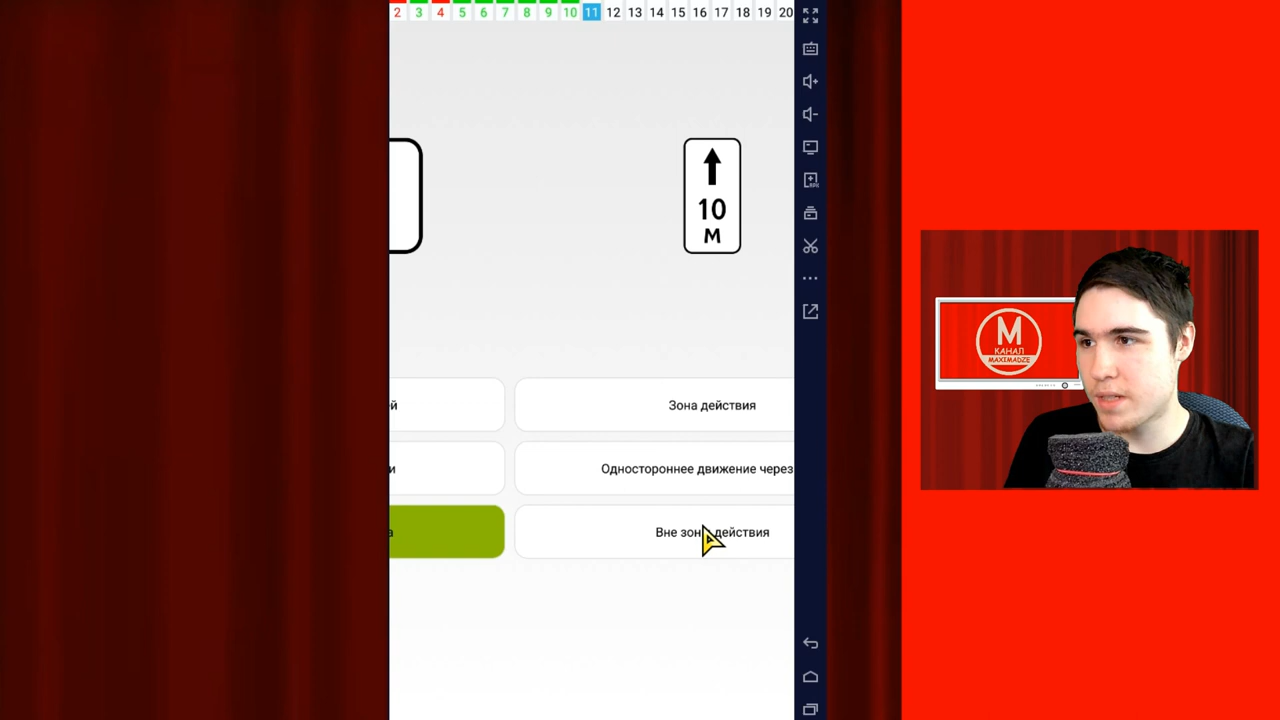 2 3 4 5 6 7 8 9 10 11 12 13 14 15 16 17 18 19 20
10
М
Зона действия
Одностороннее движение через
Вне зоны действия
М
КАНАЛ
MAXIMADZE